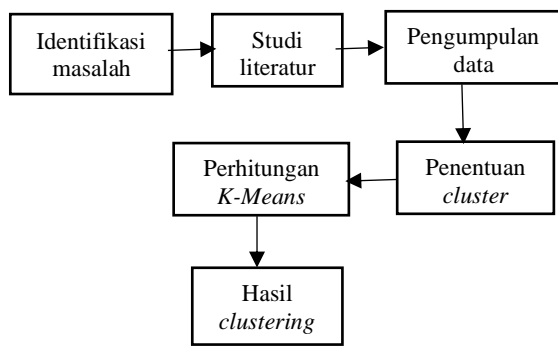 Identifikasi
masalah
Studi
literatur
Pengumpulan
data
Penentuan
cluster
Perhitungan
K-Means
Hasil
clustering